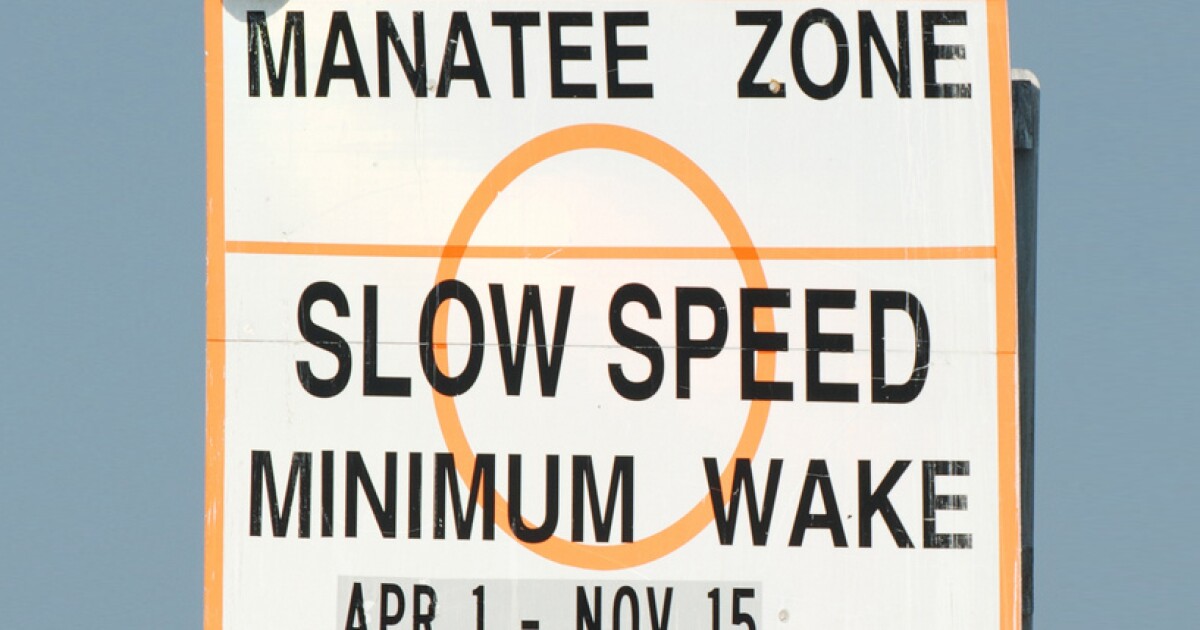 MANATEE ZONE
SLOW SPEED
MINIMUM WAKE
APR 1 - NOV 15